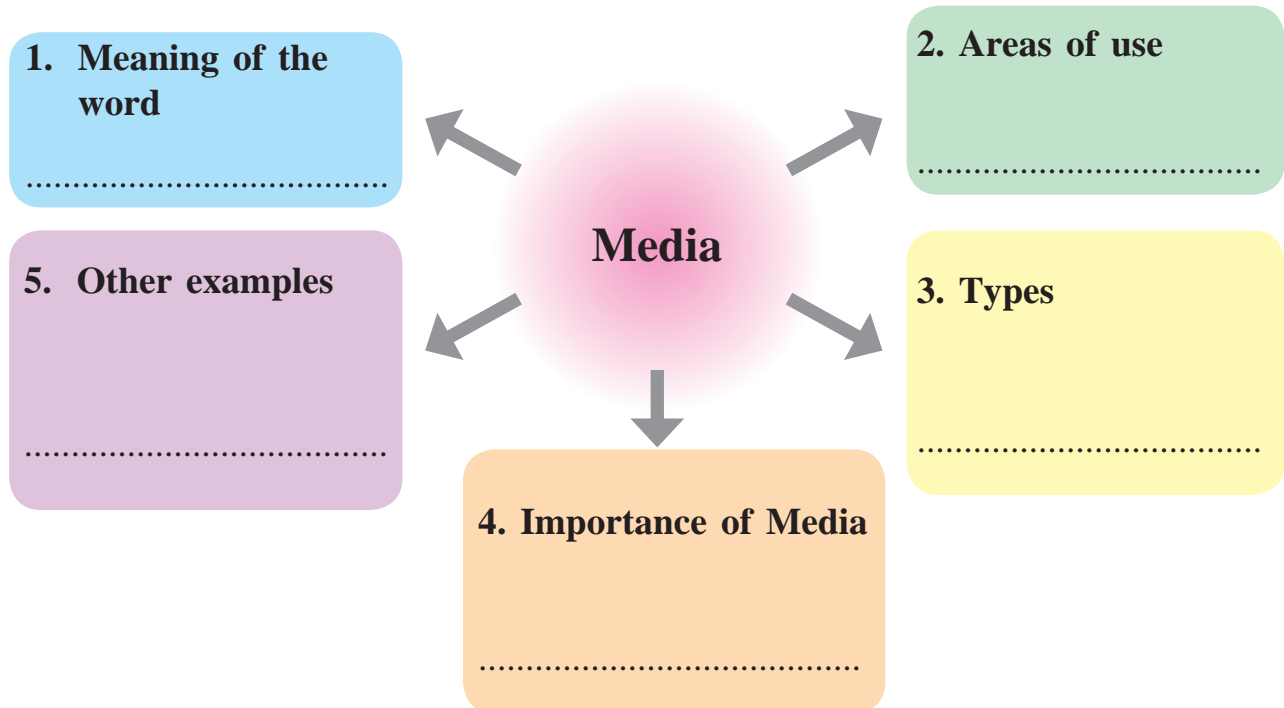 1. Meaning of the
word
.......................................
2. Areas of use
.....................................
Media
5. Other examples
.......................................
3. Types
.....................................
4. Importance of Media
.........................................